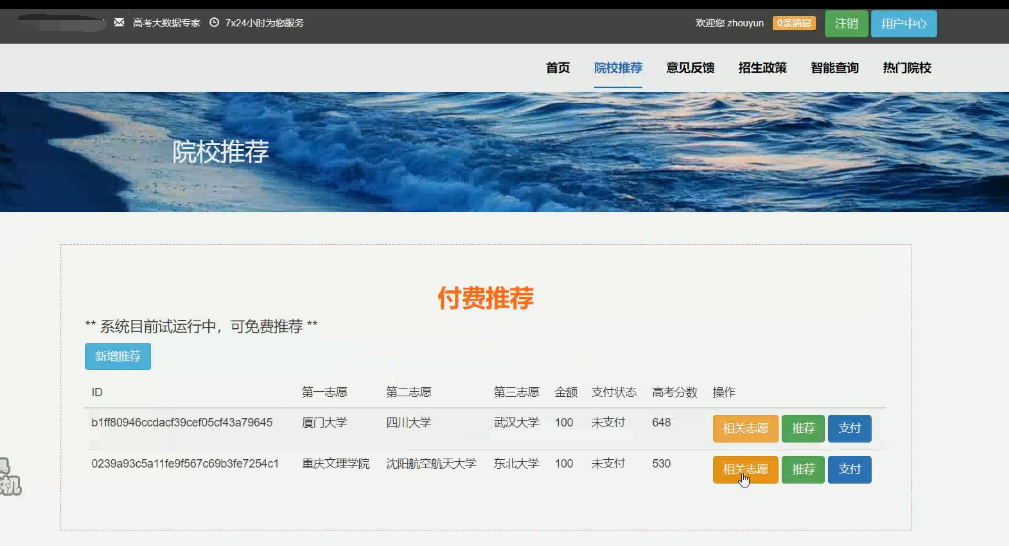 高考大数据专家 7x24小时为您服务 欢迎您 zhouyun 0条消息 注销 用户中心
首页 院校推荐 意见反馈 招生政策 智能查询 热门院校
院校推荐
付费推荐
** 系统目前试运行中，可免费推荐 **
新增推荐
ID 第一志愿 第二志愿 第三志愿 金额 支付状态 高考分数 操作
b1ff80946ccdacf39cef05cf43a79645 厦门大学 四川大学 武汉大学 100 未支付 648 相关志愿 推荐 支付
0239a93c5a11fe9f567c69b3fe7254c1 重庆文理学院 沈阳航空航天大学 东北大学 100 未支付 530 相关志愿 推荐 支付
机